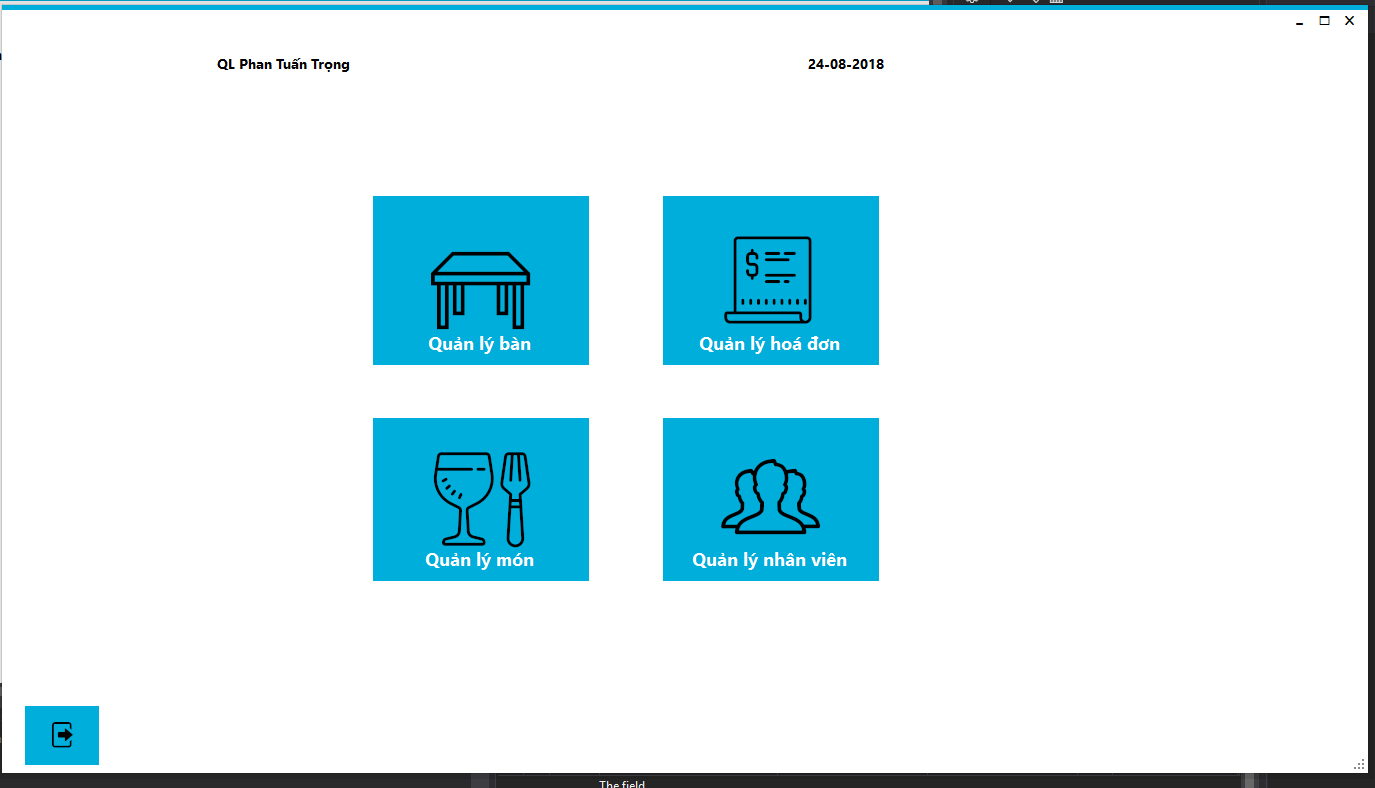 QL Phan Tuấn Trọng
24-08-2018
Quản lý bàn
Quản lý hoá đơn
Quản lý món
Quản lý nhân viên
The field